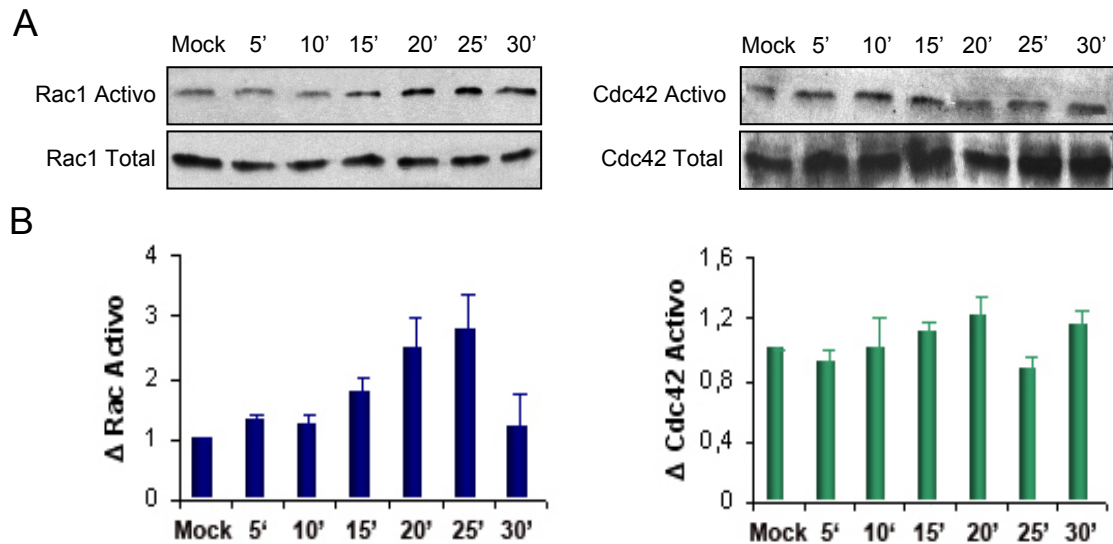 A
Mock 5’ 10’ 15’ 20’ 25’ 30’
Rac1 Activo
Rac1 Total
Mock 5’ 10’ 15’ 20’ 25’ 30’
Cdc42 Activo
Cdc42 Total
B
Δ Rac Activo
4
3
2
1
0
Mock 5‘ 10’ 15’ 20’ 25’ 30’
Δ Cdc42 Activo
1,6
1,2
0,8
0,4
0
Mock 5‘ 10‘ 15’ 20’ 25’ 30’